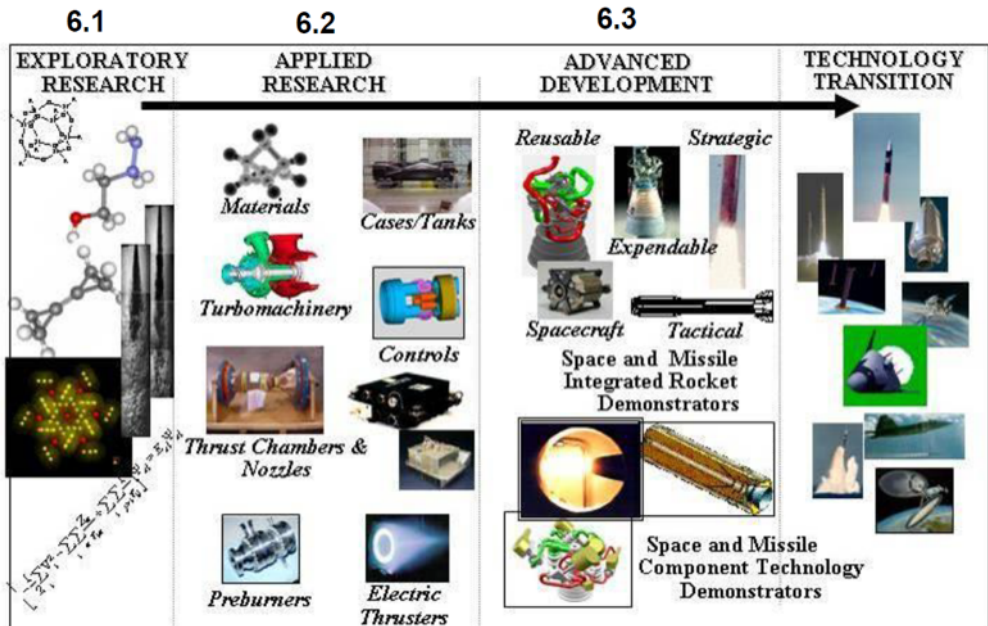 6.1
6.2
6.3
EXPLORATORY
RESEARCH
APPLIED
RESEARCH
ADVANCED
DEVELOPMENT
TECHNOLOGY
TRANSITION
Materials
Cases/Tanks
Turbomachinery
Controls
Thrust Chambers &
Nozzles
Preburners
Electric
Thrusters
Reusable
Strategic
Expendable
Spacecraft
Tactical
Space and Missile
Integrated Rocket
Demonstrators
Space and Missile
Component Technology
Demonstrators